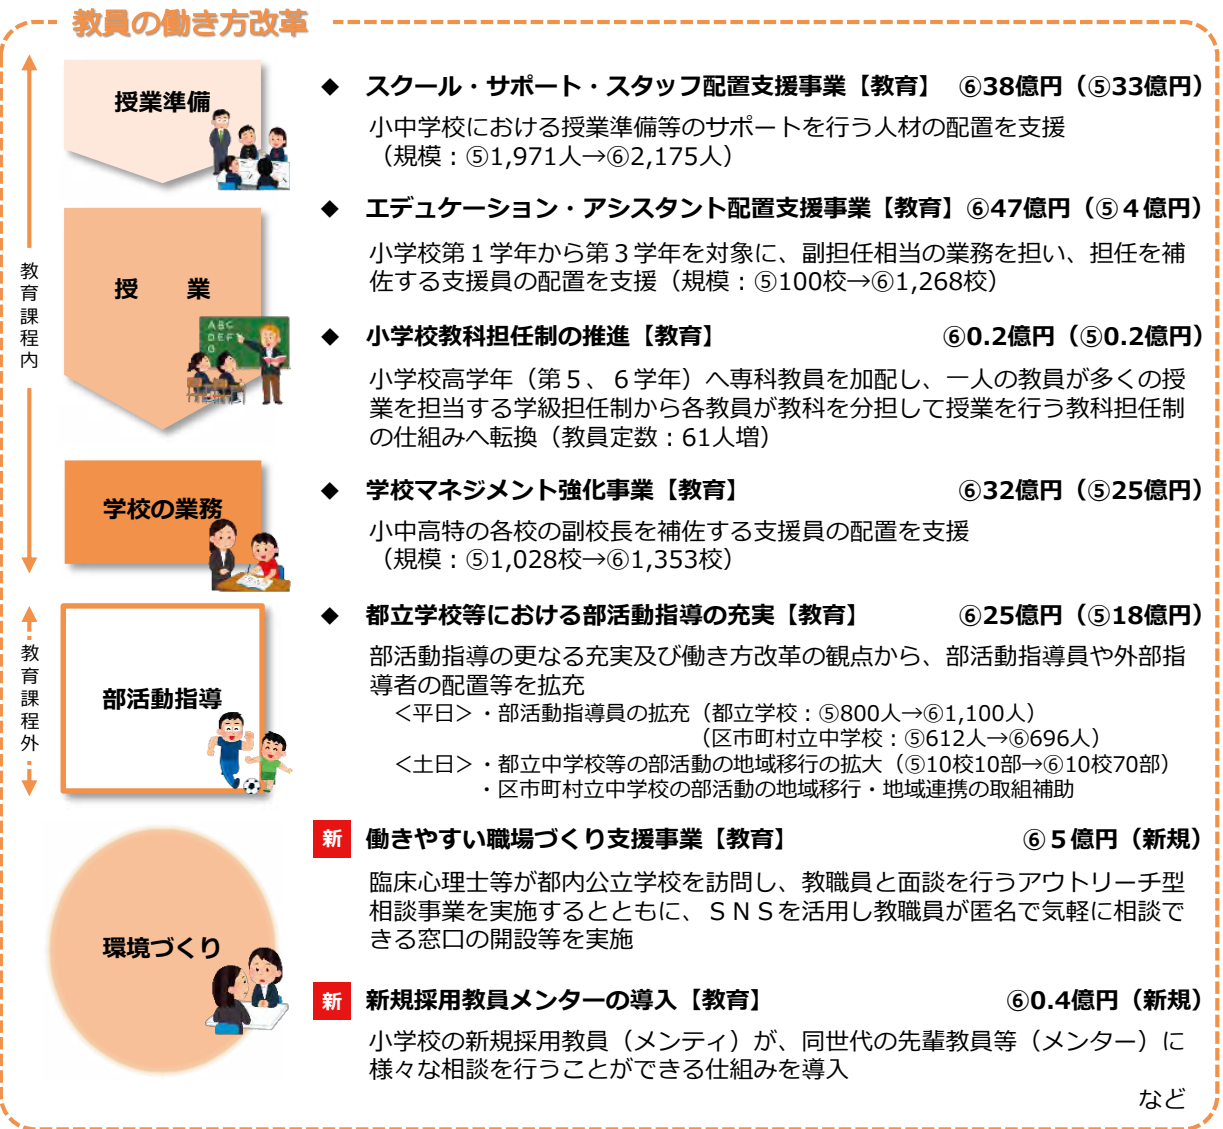 教員の働き方改革
教育課程内
授業準備
◆ スクール・サポート・スタッフ配置支援事業【教育】 ⑥38億円（⑤33億円）
小中学校における授業準備等のサポートを行う人材の配置を支援
（規模：⑤1,971人→⑥2,175人）
授　業
◆ エデュケーション・アシスタント配置支援事業【教育】⑥47億円（⑤４億円）
小学校第１学年から第３学年を対象に、副担任相当の業務を担い、担任を補
佐する支援員の配置を支援（規模：⑤100校→⑥1,268校）
ABC
DEF
G
◆ 小学校教科担任制の推進【教育】 ⑥0.2億円（⑤0.2億円）
小学校高学年（第５、６学年）へ専科教員を加配し、一人の教員が多くの授
業を担当する学級担任制から各教員が教科を分担して授業を行う教科担任制
の仕組みへ転換（教員定数：61人増）
学校の業務
◆ 学校マネジメント強化事業【教育】 ⑥32億円（⑤25億円）
小中高特の各校の副校長を補佐する支援員の配置を支援
（規模：⑤1,028校→⑥1,353校）
教育課程外
部活動指導
◆ 都立学校等における部活動指導の充実【教育】 ⑥25億円（⑤18億円）
部活動指導の更なる充実及び働き方改革の観点から、部活動指導員や外部指
導者の配置等を拡充
＜平日＞・部活動指導員の拡充（都立学校：⑤800人→⑥1,100人）
（区市町村立中学校：⑤612人→⑥696人）
＜土日＞・都立中学校等の部活動の地域移行の拡大（⑤10校10部→⑥10校70部）
・区市町村立中学校の部活動の地域移行・地域連携の取組補助
環境づくり
新 働きやすい職場づくり支援事業【教育】 ⑥５億円（新規）
臨床心理士等が都内公立学校を訪問し、教職員と面談を行うアウトリーチ型
相談事業を実施するとともに、ＳＮＳを活用し教職員が匿名で気軽に相談で
きる窓口の開設等を実施
新 新規採用教員メンターの導入【教育】 ⑥0.4億円（新規）
小学校の新規採用教員（メンティ）が、同世代の先輩教員等（メンター）に
様々な相談を行うことができる仕組みを導入
など